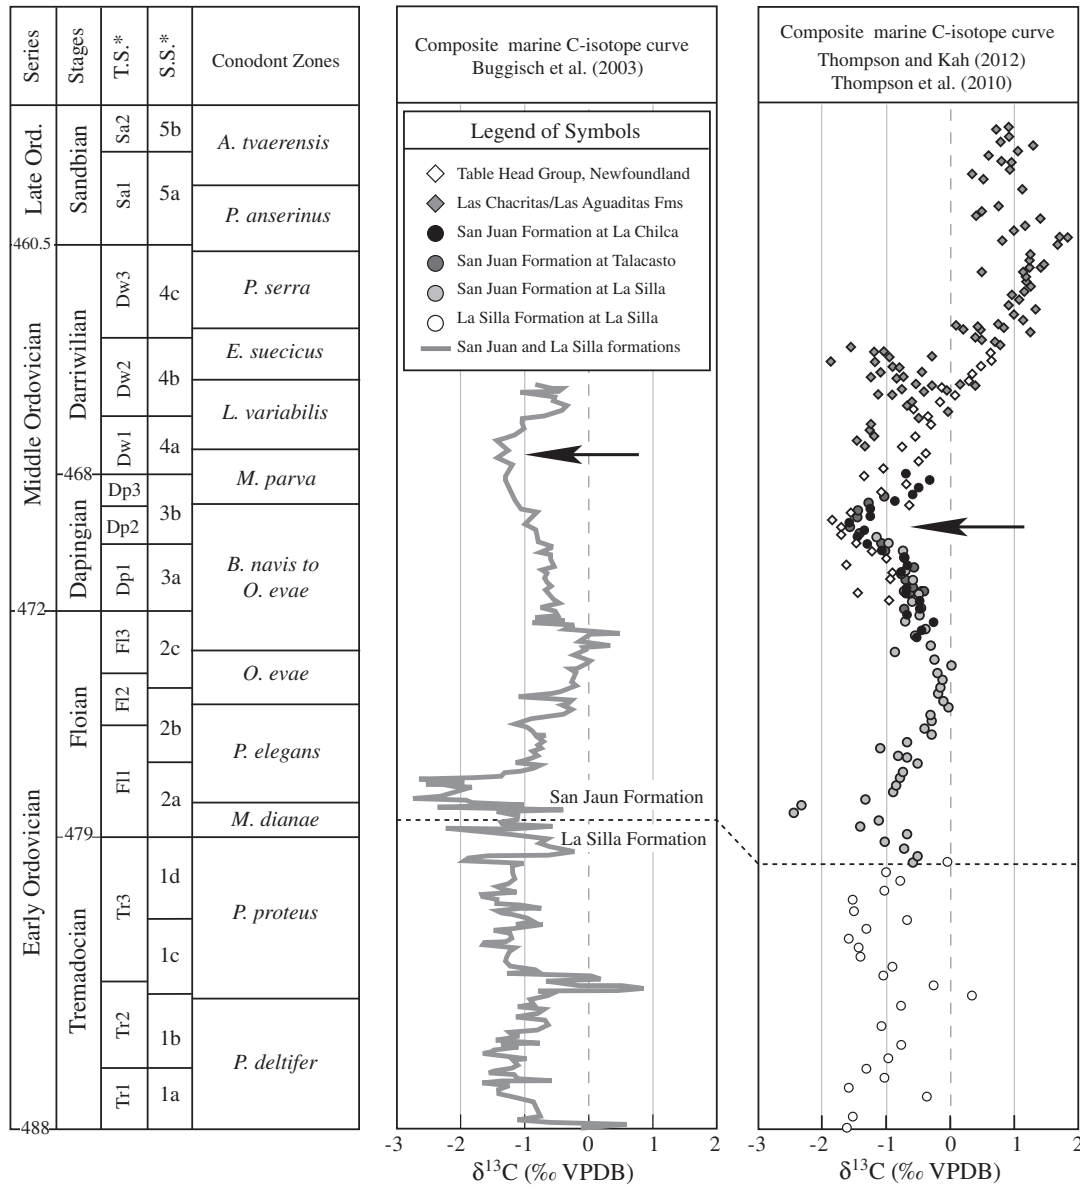 Series
Stages
T.S.*
S.S.*
Conodont Zones
Late Ord.
Middle Ordovician
Early Ordovician
Sandbian
Darriwilian
Dapingian
Floian
Tremadocian
460.5
468
472
479
488
Sa2
Sa1
Dw3
Dw2
Dw1
Dp3
Dp2
Dp1
Fl3
Fl2
Fl1
Tr3
Tr2
Tr1
5b
5a
4c
4b
4a
3b
3a
2c
2b
2a
1d
1c
1b
1a
A. tvaerensis
P. anserinus
P. serra
E. suecicus
L. variabilis
M. parva
B. navis to
O. evae
O. evae
P. elegans
M. dianae
P. proteus
P. deltifer
Composite marine C-isotope curve
Buggisch et al. (2003)
Legend of Symbols
Table Head Group, Newfoundland
Las Chacritas/Las Aguaditas Fms
San Juan Formation at La Chilca
San Juan Formation at Talacasto
San Juan Formation at La Silla
La Silla Formation at La Silla
San Juan and La Silla formations
San Jaun Formation
La Silla Formation
-3 -2 -1 0 1 2
δ13C (‰ VPDB)
Composite marine C-isotope curve
Thompson and Kah (2012)
Thompson et al. (2010)
-3 -2 -1 0 1 2
δ13C (‰ VPDB)